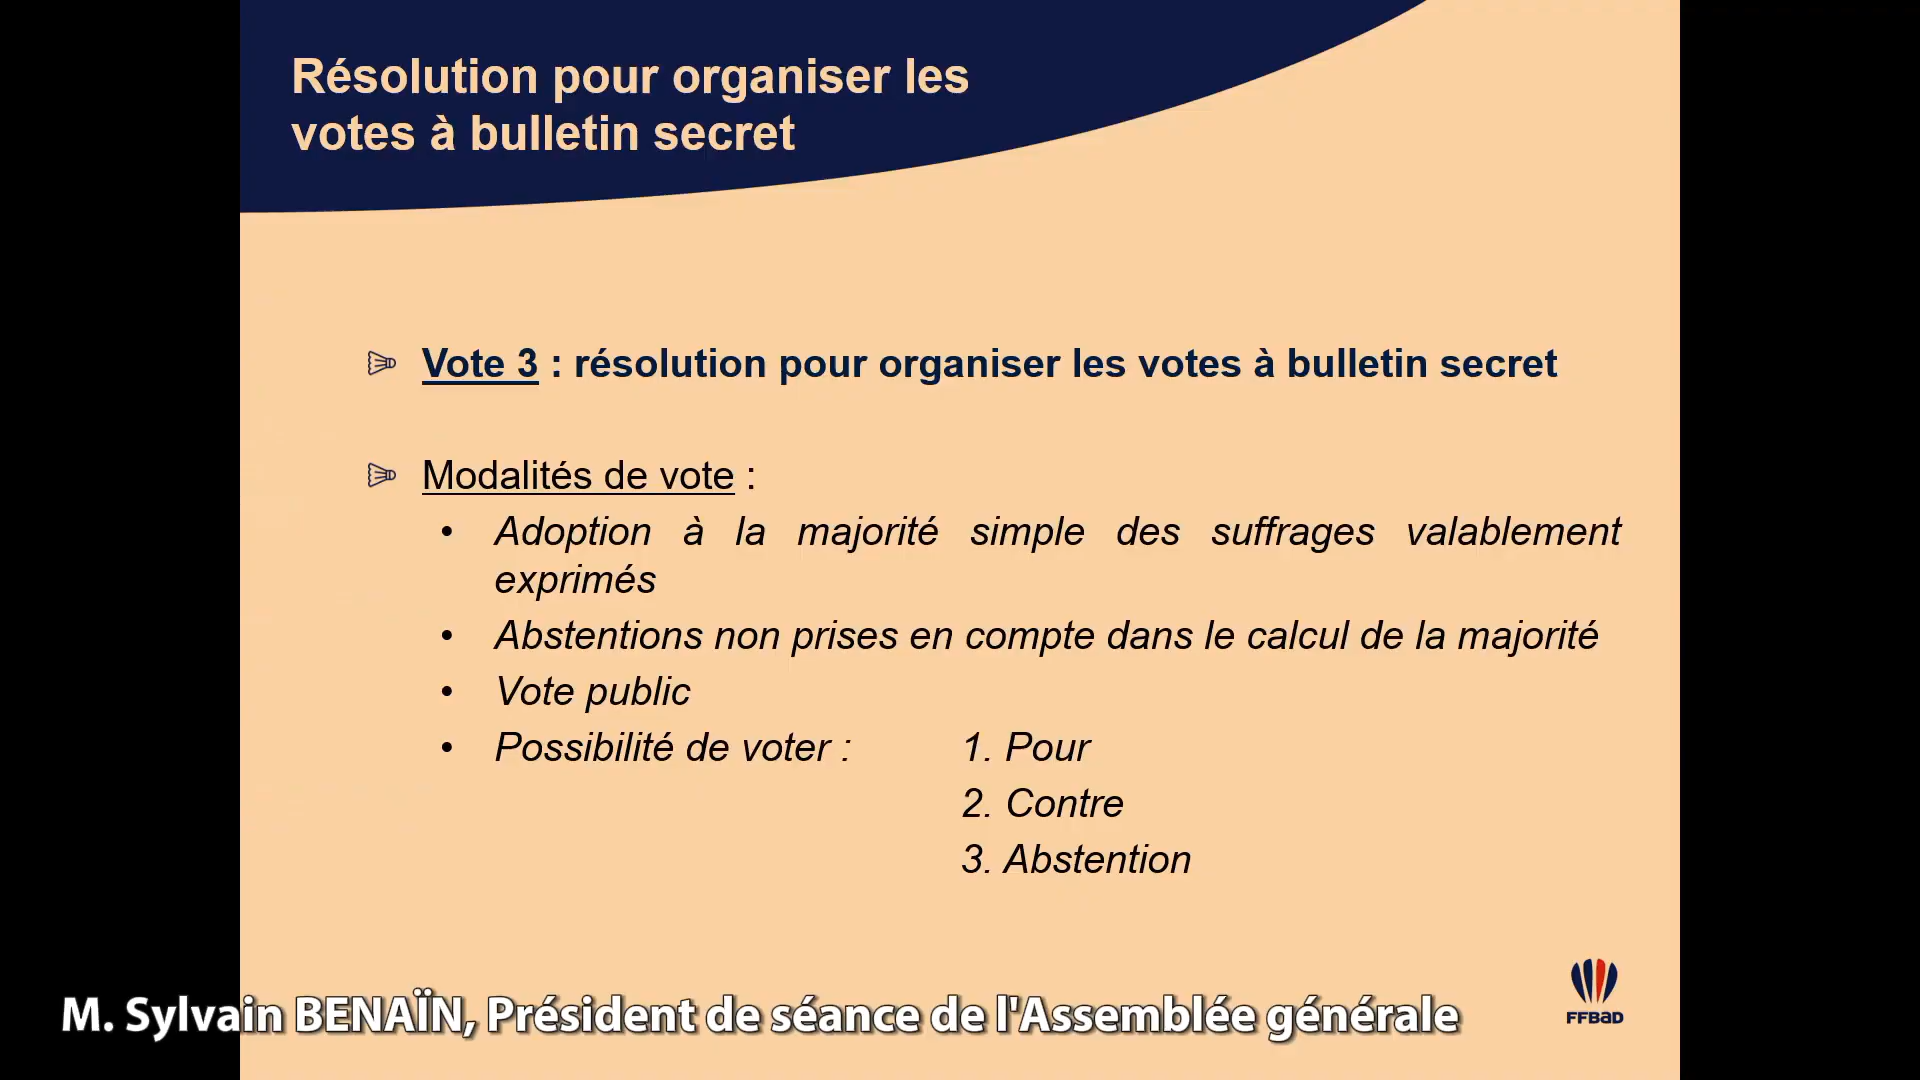 Résolution pour organiser les
votes à bulletin secret
Vote 3 : résolution pour organiser les votes à bulletin secret
Modalités de vote :
• Adoption à la majorité simple des suffrages valablement
exprimés
• Abstentions non prises en compte dans le calcul de la majorité
• Vote public
• Possibilité de voter : 1. Pour
2. Contre
3. Abstention
M. Sylvain BENAÏN, Président de séance de l'Assemblée générale
FFBaD